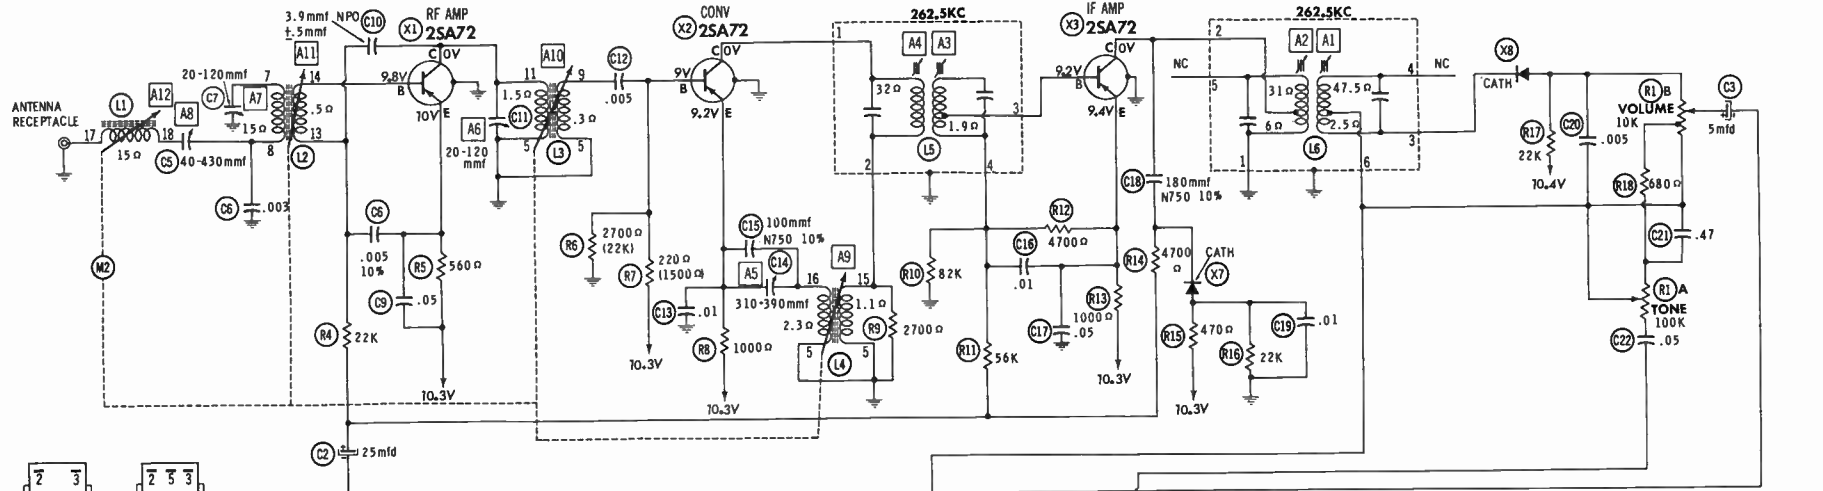 3.9mmf NPO
±.5mmf
C10
X1
RF AMP
2SA72
C
0V
9.8V
B
10V
E
A11
20-120mmf
C7
7
A7
14
.5Ω
15Ω
13
8
L2
ANTENNA
RECEPTACLE
17
L1
A12
A8
18
15Ω
C5
40-430mmf
C6
.003
M2
C6
.005
10%
R5
560Ω
C9
.05
R4
22K
10.3V
C2
25mfd
2 3
2 5 3
A10
11
9
1.5Ω
C11
A6
20-120
mmf
.3Ω
5
5
L3
C12
.005
CONV
X2
2SA72
C
0V
9V
B
9.2V
E
R6
2700Ω
(22K)
R7
220Ω
(1500Ω)
10.3V
C15
100mmf
N750 10%
A5
C14
310-390mmf
C13
.01
R8
1000Ω
10.3V
A9
16
15
2.3Ω
1.1Ω
5
5
L4
R9
2700Ω
262.5KC
1
A4
A3
32Ω
1.9Ω
3
L5
2
4
IF AMP
X3
2SA72
C
0V
9.2V
B
9.4V
E
R12
4700Ω
C16
.01
R10
82K
R11
56K
C17
.05
R13
1000Ω
10.3V
C18
180mmf
N750 10%
R14
4700
Ω
CATH
X7
R15
470Ω
10.3V
R16
22K
C19
.01
262.5KC
2
A2
A1
NC
5
31Ω
47.5Ω
4
NC
6Ω
2.5Ω
3
L6
1
6
X8
CATH
R17
22K
10.4V
C20
.005
R1 B
VOLUME
10K
C3
5mfd
R18
680Ω
C21
.47
R1 A
TONE
100K
C22
.05